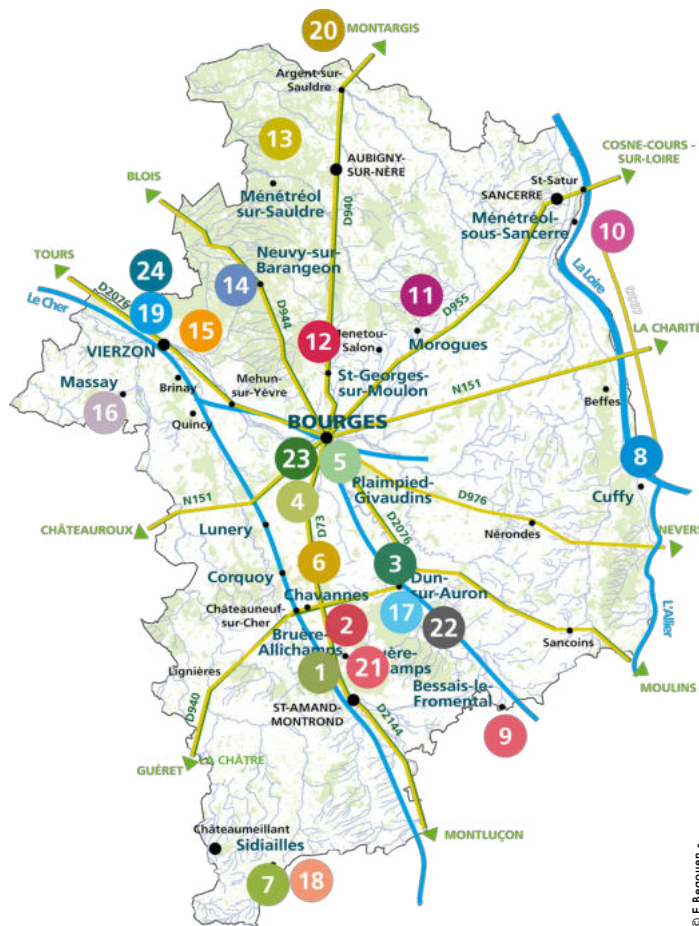 20
MONTARGIS
Argent-sur-
Sauldre
13
AUBIGNY-
SUR-NÈRE
COSNE-COURS -
SUR-LOIRE
St-Satur
SANCERRE
BLOIS
Ménétréol
sur-Sauldre
D940
Ménétréol-
sous-Sancerre
10
TOURS
24
Neuvy-sur-
Barangeon
14
11
La Loire
Le Cher
D2076
19
15
D944
12
D955
Menetou-
Salon
Morogues
LA CHARITÉ
VIERZON
St-Georges-
sur-Moulon
Massay
Brinay
Mehun-
sur-Yèvre
N151
Beffes
16
Quincy
BOURGES
23
5
8
4
Plaimpied-
Givaudins
D976
Cuffy
N151
CHÂTEAUROUX
Lunery
D73
D2076
Nérondes
NEVERS
6
3
Corquoy
Dun-
sur-Auron
Chavannes
Châteauneuf-
sur-Cher
17
22
L'Allier
2
Bruère-
Allichamps
Sancoins
21
1
Lignières
Bessais-le-
Fromental
MOULINS
ST-AMAND-
MONTROND
D940
D2144
9
GUÉRET
LA CHÂTRE
Châteaumeillant
Sidiailles
MONTLUÇON
7
18